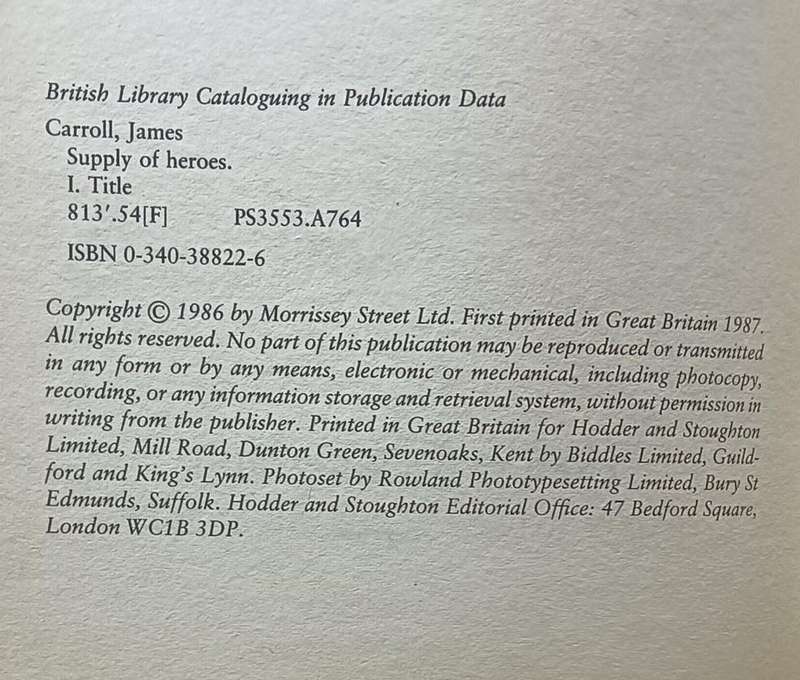 British Library Cataloguing in Publication Data
Carroll, James
Supply of heroes.
I. Title
813′.54[F] PS3553.A764
ISBN 0-340-38822-6
Copyright © 1986 by Morrissey Street Ltd. First printed in Great Britain 1987.
All rights reserved. No part of this publication may be reproduced or transmitted
in any form or by any means, electronic or mechanical, including photocopy,
recording, or any information storage and retrieval system, without permission in
writing from the publisher. Printed in Great Britain for Hodder and Stoughton
Limited, Mill Road, Dunton Green, Sevenoaks, Kent by Biddles Limited, Guild-
ford and King's Lynn. Photoset by Rowland Phototypesetting Limited, Bury St
Edmunds, Suffolk. Hodder and Stoughton Editorial Office: 47 Bedford Square,
London WC1B 3DP.